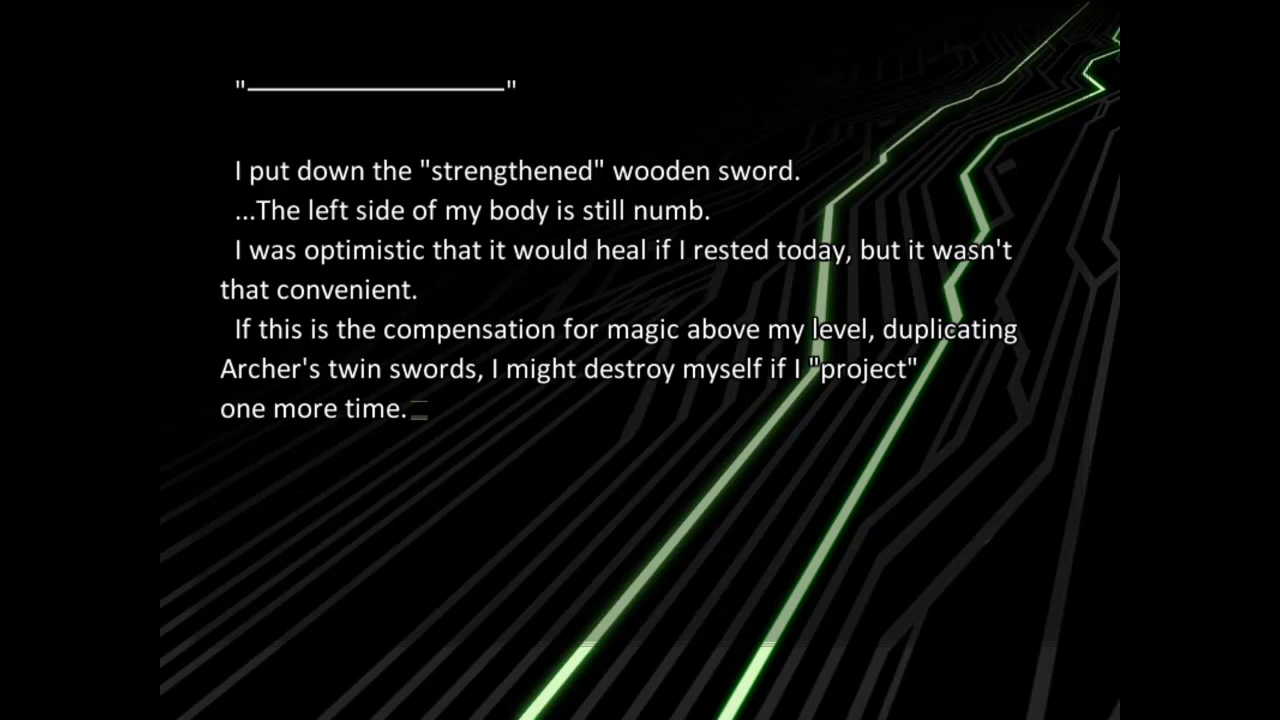 "————————————"
I put down the "strengthened" wooden sword.
...The left side of my body is still numb.
I was optimistic that it would heal if I rested today, but it wasn't
that convenient.
If this is the compensation for magic above my level, duplicating
Archer's twin swords, I might destroy myself if I "project"
one more time.